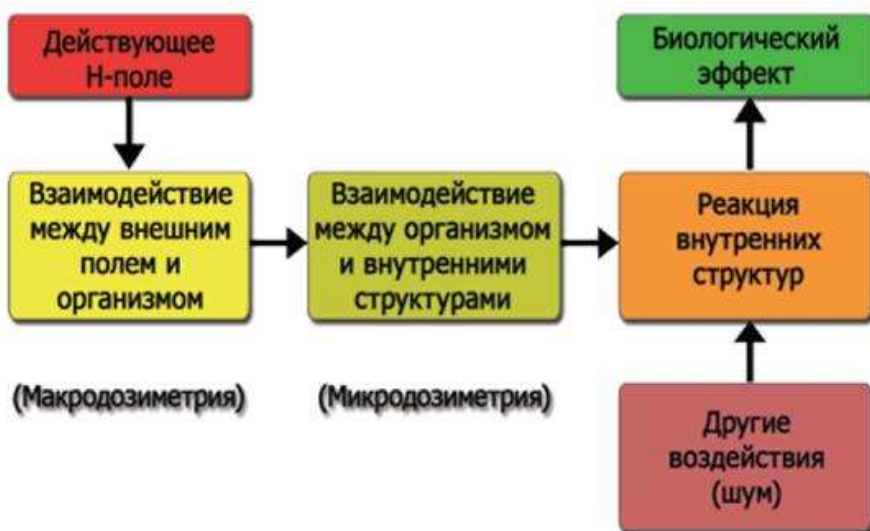 Действующее
Н-поле
Биологический
эффект
Взаимодействие
между внешним
полем и
организмом
Взаимодействие
между организмом
и внутренними
структурами
Реакция
внутренних
структур
(Макродозиметрия)
(Микродозиметрия)
Другие
воздействия
(шум)